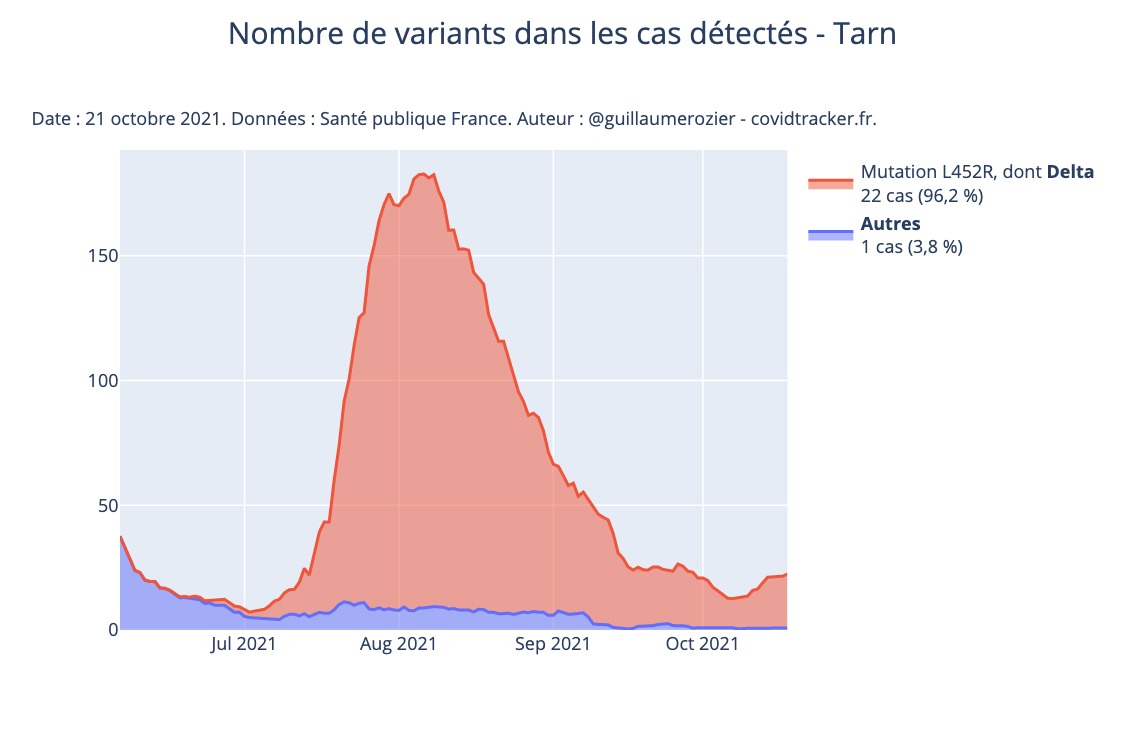 Nombre de variants dans les cas détectés - Tarn
Date : 21 octobre 2021. Données : Santé publique France. Auteur : @guillaumerozier - covidtracker.fr.
Mutation L452R, dont Delta
22 cas (96,2 %)
Autres
1 cas (3,8 %)
150
100
50
0
Jul 2021 Aug 2021 Sep 2021 Oct 2021